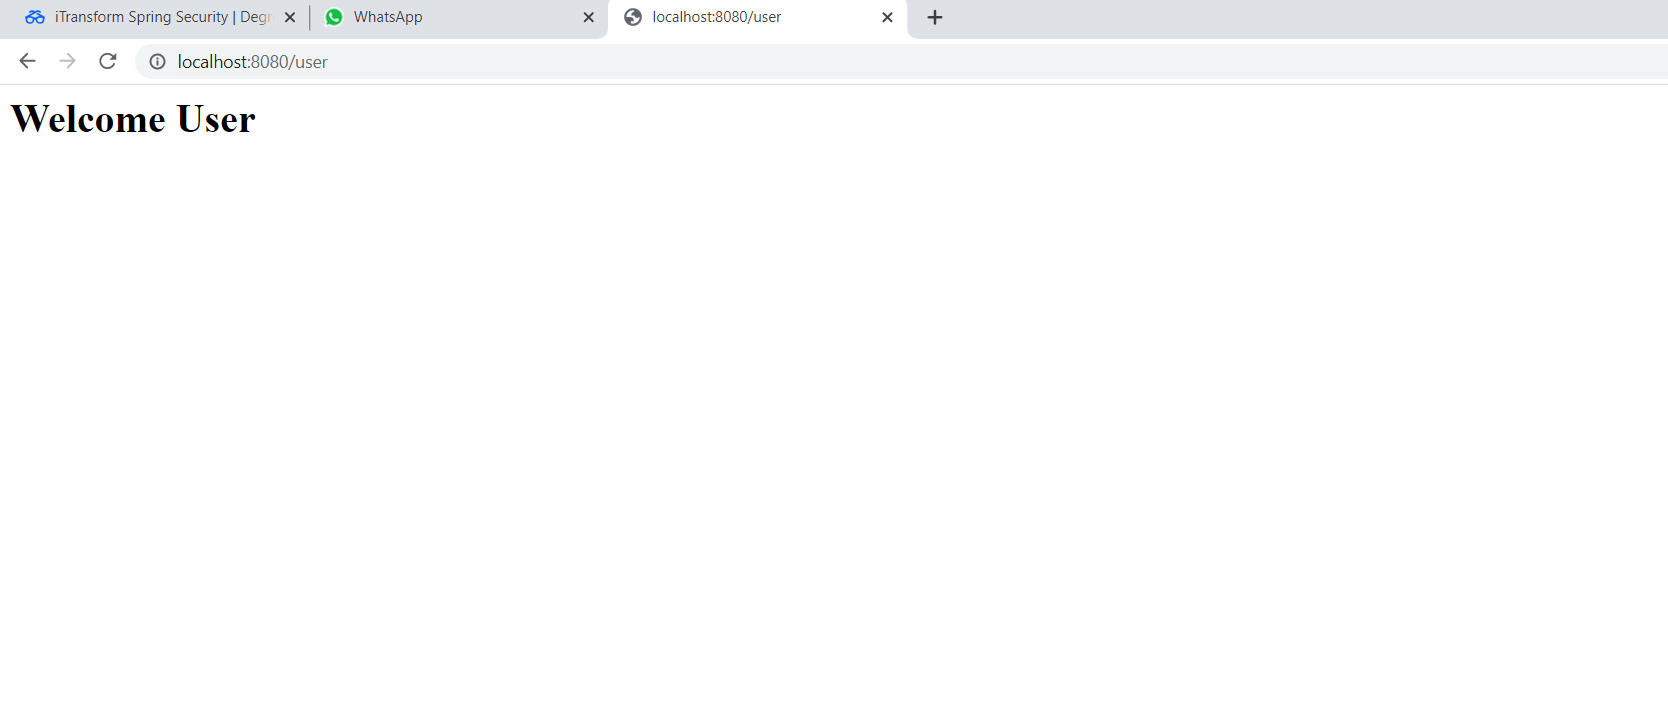 iTransform Spring Security | Degr
WhatsApp
localhost:8080/user
localhost:8080/user
Welcome User